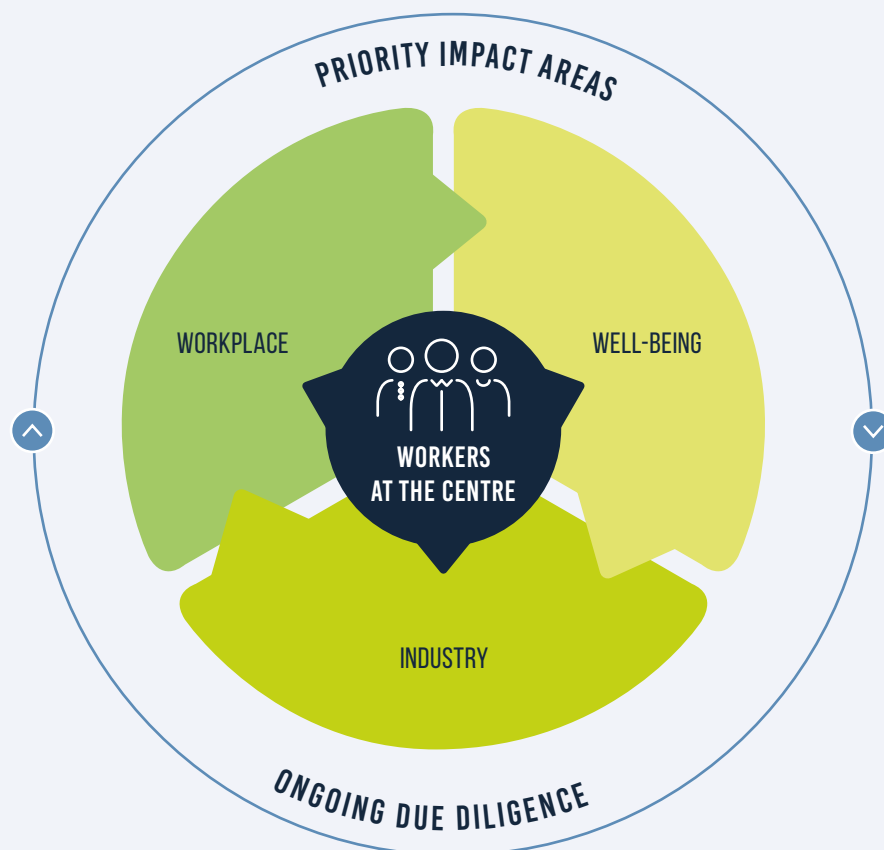 PRIORITY IMPACT AREAS
WORKPLACE
WELL-BEING
WORKERS
AT THE CENTRE
INDUSTRY
ONGOING DUE DILIGENCE